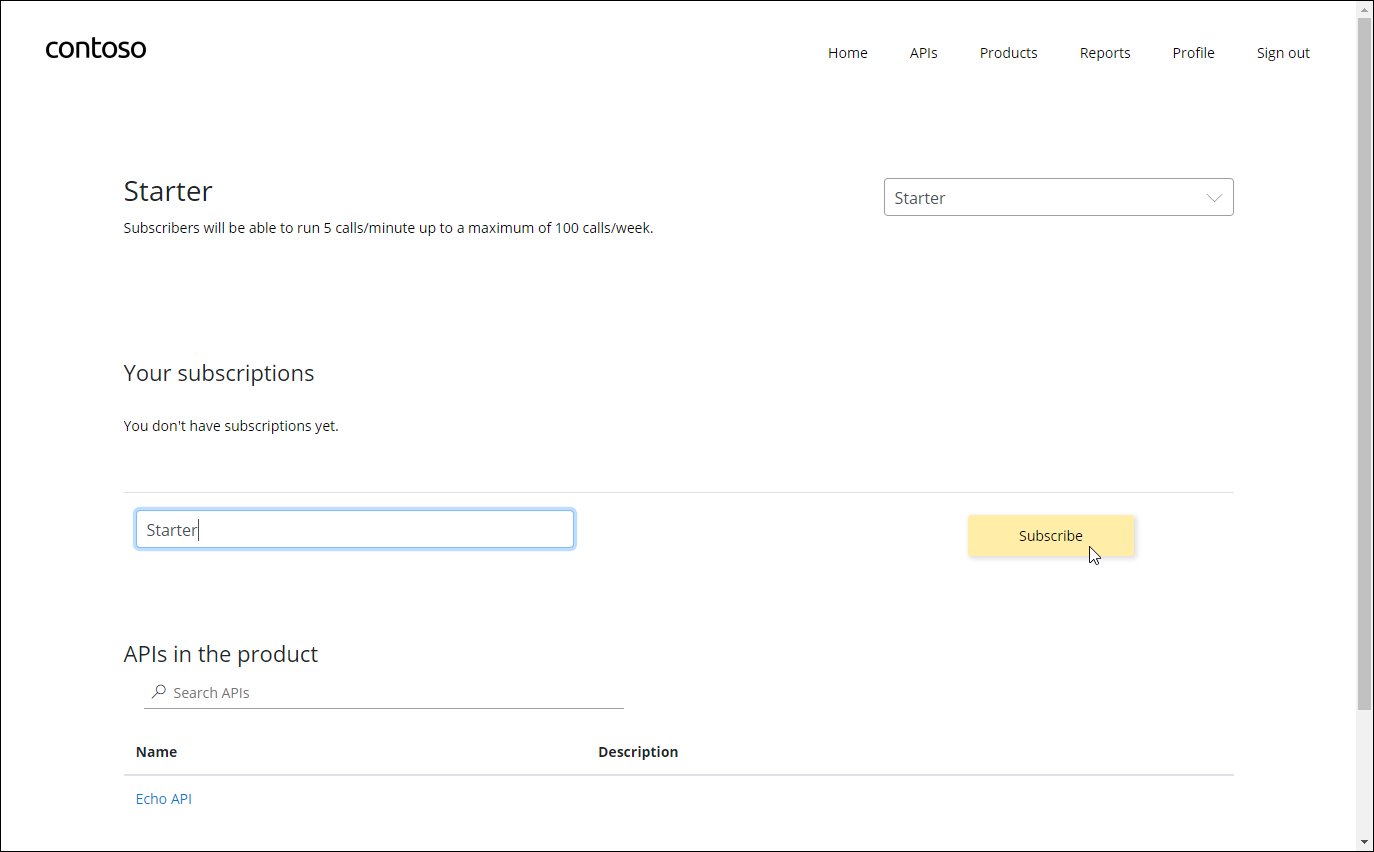 contoso
Home APIs Products Reports Profile Sign out
Starter
Starter
Subscribers will be able to run 5 calls/minute up to a maximum of 100 calls/week.
Your subscriptions
You don't have subscriptions yet.
Starter
Subscribe
APIs in the product
Search APIs
Name Description
Echo API